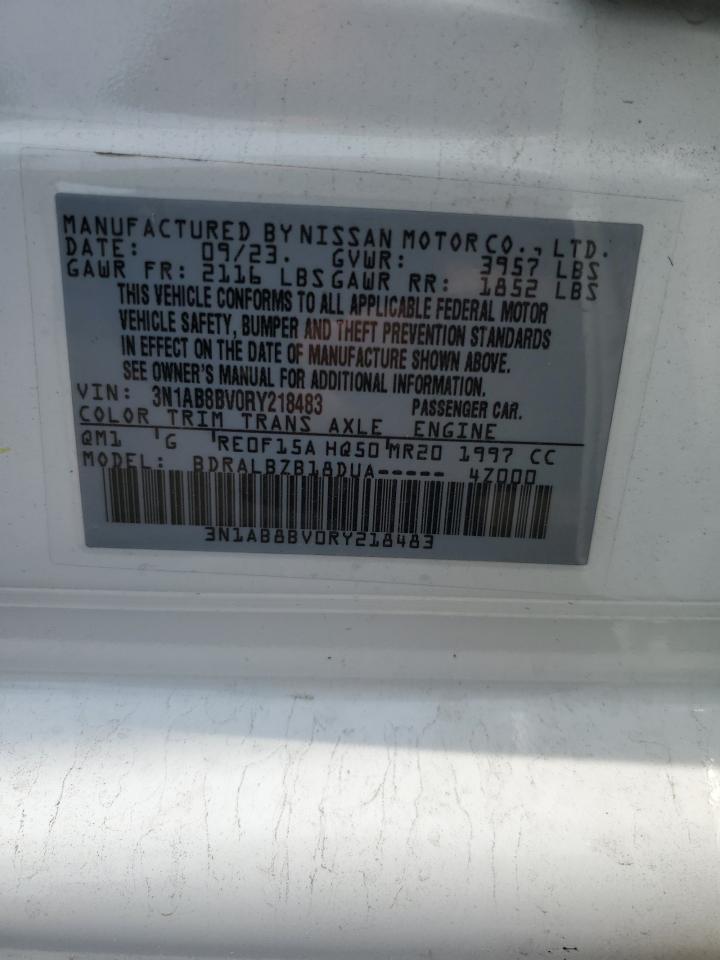 MANUFACTURED BY NISSAN MOTOR CO., LTD.
DATE: 09/23. GVWR: 3957 LBS
GAWR FR: 2116 LBS GAWR RR: 1852 LBS
THIS VEHICLE CONFORMS TO ALL APPLICABLE FEDERAL MOTOR
VEHICLE SAFETY, BUMPER AND THEFT PREVENTION STANDARDS
IN EFFECT ON THE DATE OF MANUFACTURE SHOWN ABOVE.
SEE OWNER'S MANUAL FOR ADDITIONAL INFORMATION.
VIN: 3N1AB8BV0RY218483 PASSENGER CAR.
COLOR TRIM TRANS AXLE ENGINE
QM1 G RE0F15A HQ50 MR20 1997 CC
MODEL: BDRALBZB18DUA----- 47000
3N1AB8BV0RY218483